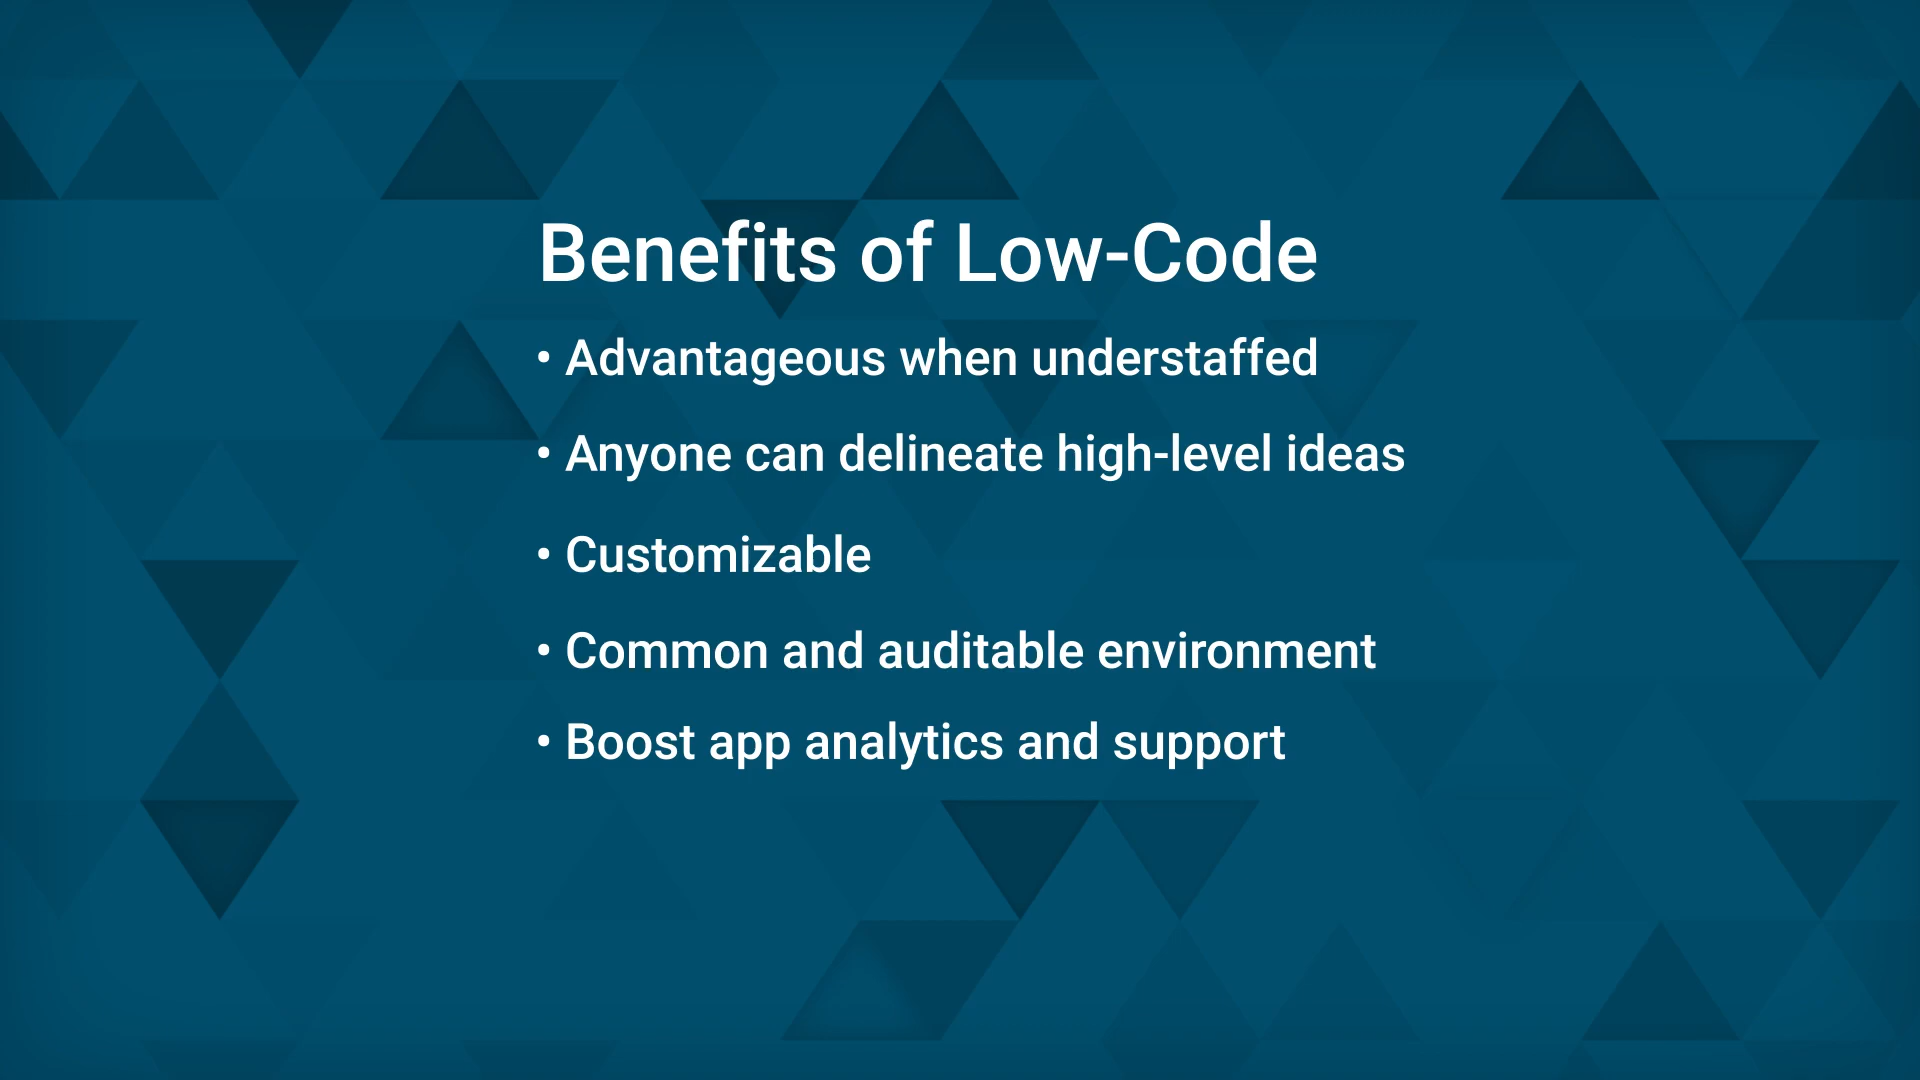 Benefits of Low-Code
• Advantageous when understaffed
• Anyone can delineate high-level ideas
• Customizable
• Common and auditable environment
• Boost app analytics and support